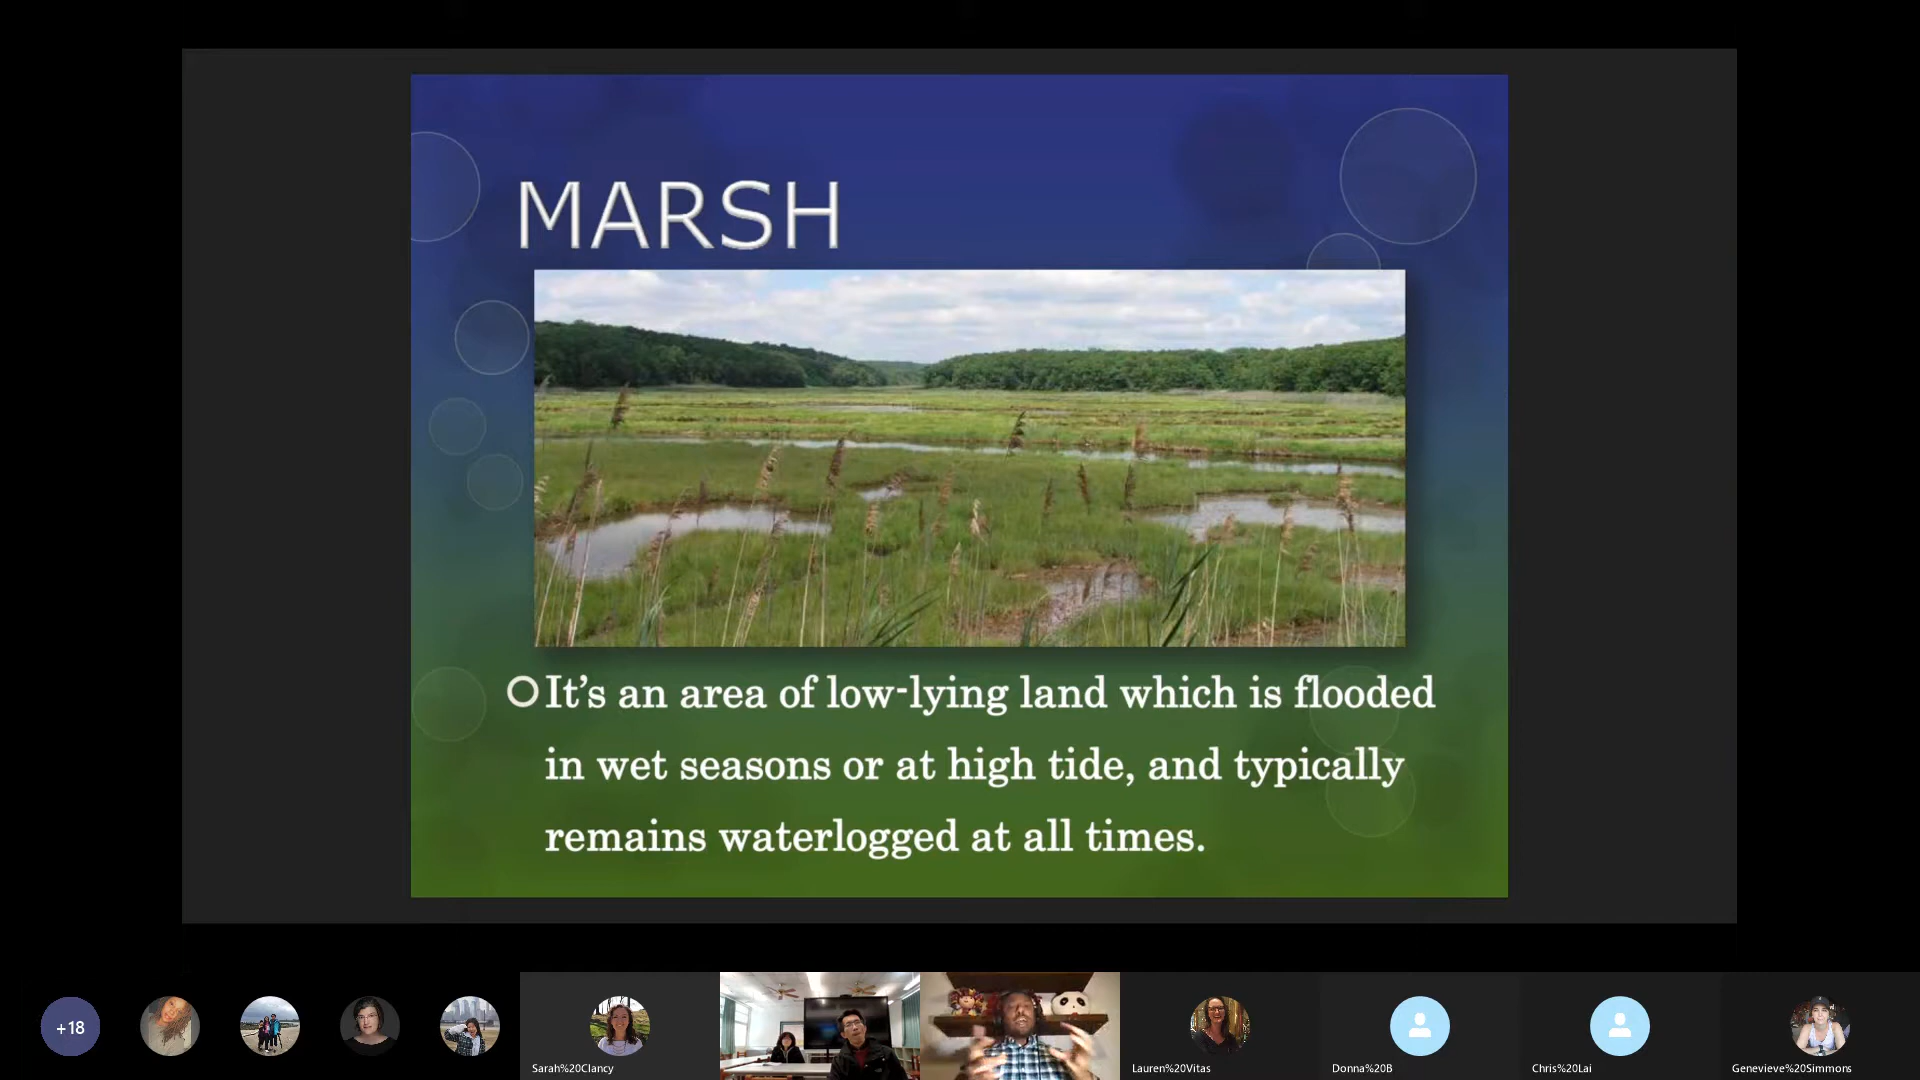 MARSH
It's an area of low-lying land which is flooded
in wet seasons or at high tide, and typically
remains waterlogged at all times.
+18
Sarah%20Clancy
Lauren%20Vitas
Donna%20B
Chris%20Lai
Genevieve%20Simmons